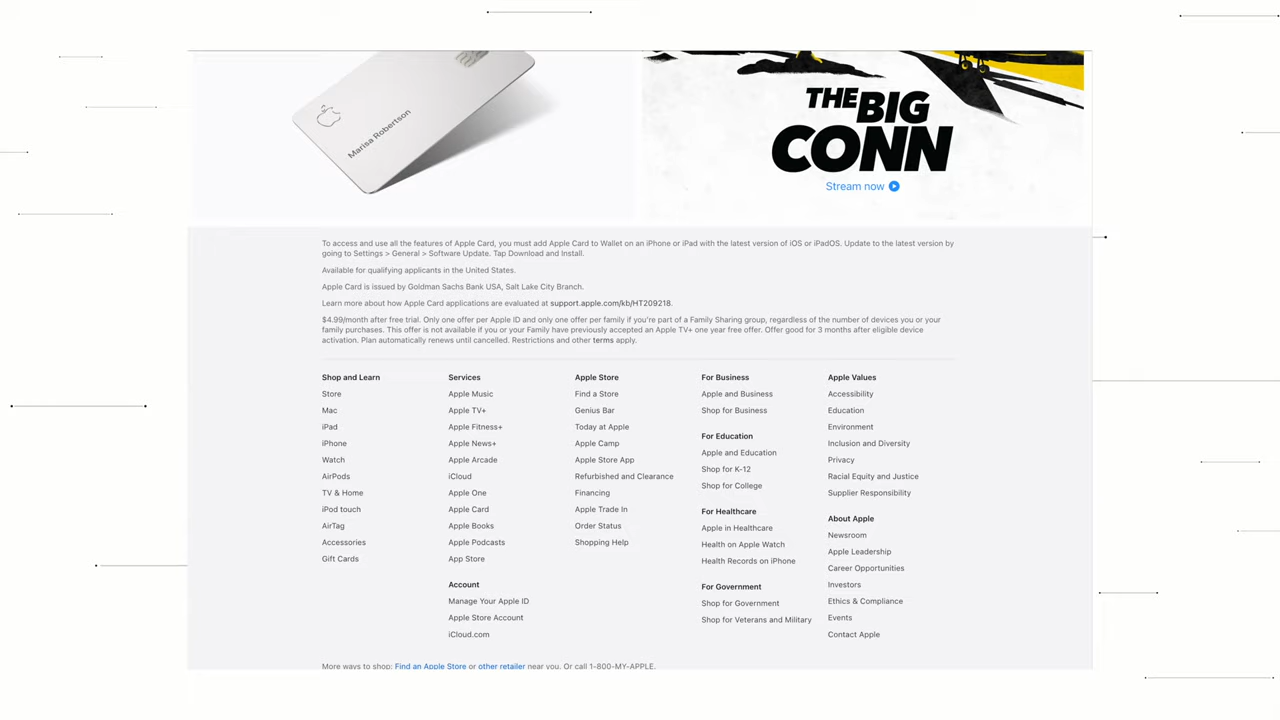 Marisa Robertson
THE BIG
CONN
Stream now
To access and use all the features of Apple Card, you must add Apple Card to Wallet on an iPhone or iPad with the latest version of iOS or iPadOS. Update to the latest version by
going to Settings > General > Software Update. Tap Download and Install.
Available for qualifying applicants in the United States.
Apple Card is issued by Goldman Sachs Bank USA, Salt Lake City Branch.
Learn more about how Apple Card applications are evaluated at support.apple.com/kb/HT209218.
$4.99/month after free trial. Only one offer per Apple ID and only one offer per family if you're part of a Family Sharing group, regardless of the number of devices you or your
family purchases. This offer is not available if you or your Family have previously accepted an Apple TV+ one year free offer. Offer good for 3 months after eligible device
activation. Plan automatically renews until cancelled. Restrictions and other terms apply.
Shop and Learn
Store
Mac
iPad
iPhone
Watch
AirPods
TV & Home
iPod touch
AirTag
Accessories
Gift Cards
Services
Apple Music
Apple TV+
Apple Fitness+
Apple News+
Apple Arcade
iCloud
Apple One
Apple Card
Apple Books
Apple Podcasts
App Store
Account
Manage Your Apple ID
Apple Store Account
iCloud.com
Apple Store
Find a Store
Genius Bar
Today at Apple
Apple Camp
Apple Store App
Refurbished and Clearance
Financing
Apple Trade In
Order Status
Shopping Help
For Business
Apple and Business
Shop for Business
For Education
Apple and Education
Shop for K-12
Shop for College
For Healthcare
Apple in Healthcare
Health on Apple Watch
Health Records on iPhone
For Government
Shop for Government
Shop for Veterans and Military
Apple Values
Accessibility
Education
Environment
Inclusion and Diversity
Privacy
Racial Equity and Justice
Supplier Responsibility
About Apple
Newsroom
Apple Leadership
Career Opportunities
Investors
Ethics & Compliance
Events
Contact Apple
More ways to shop: Find an Apple Store or other retailer near you. Or call 1-800-MY-APPLE.